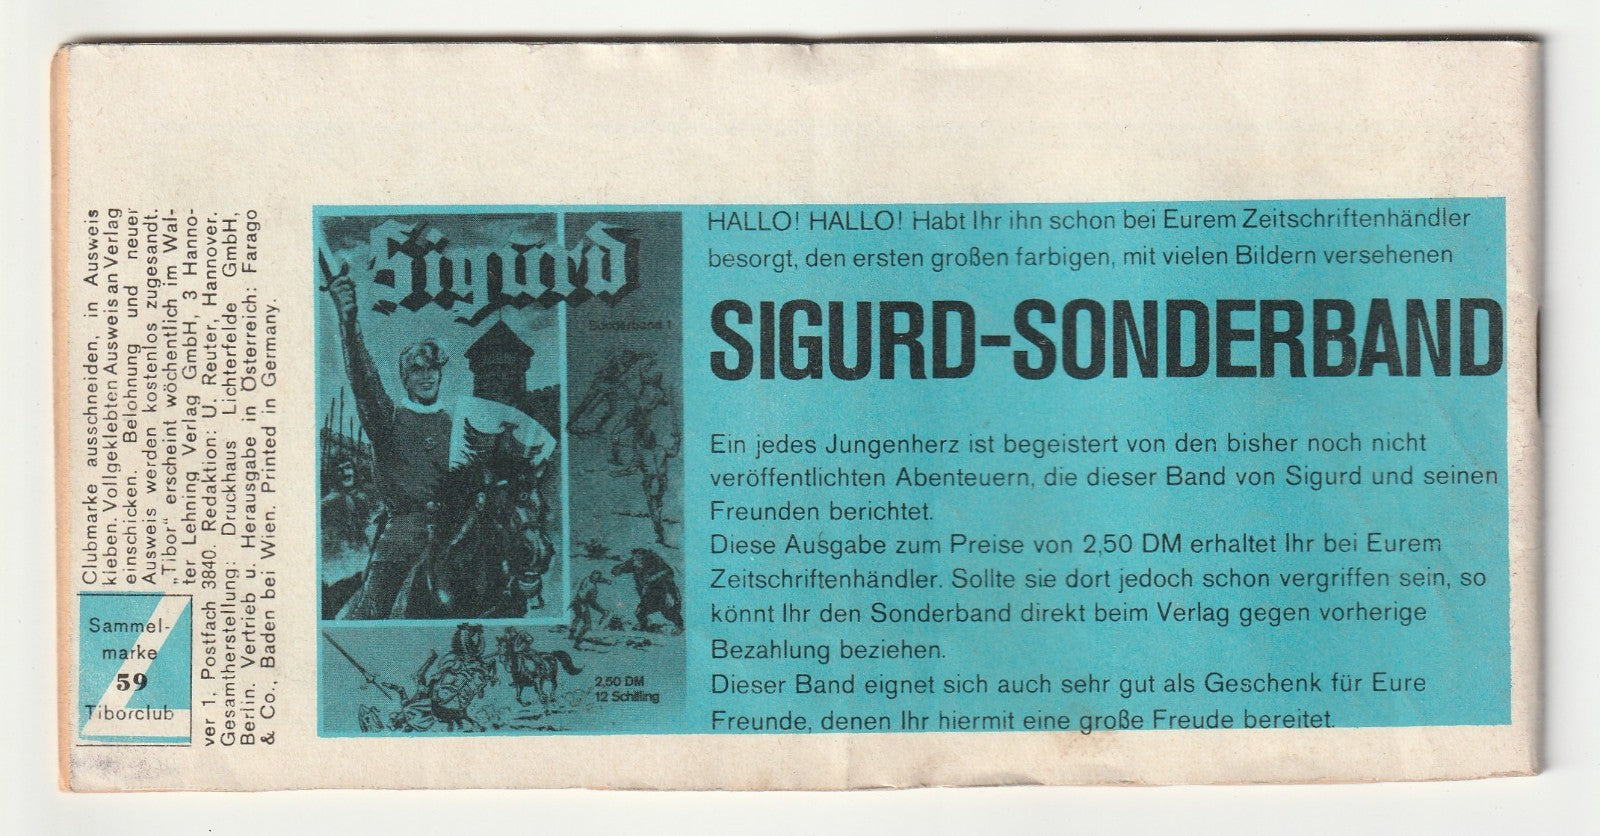 Clubmarke ausschneiden, in Ausweis
kleben. Vollgeklebten Ausweis an Verlag
einschicken. Belohnung und neuer
Ausweis werden kostenlos zugesandt.
„Tibor“ erscheint wöchentlich im Wal-
ter Lehning Verlag GmbH, 3 Hanno-
ver 1, Postfach 3840. Redaktion: U. Reuter, Hannover.
Gesamtherstellung: Druckhaus Lichterfelde GmbH,
Berlin. Vertrieb u. Herausgabe in Österreich: Farago
& Co., Baden bei Wien. Printed in Germany.
Sammel-
marke
59
Tiborclub
Sigurd
Sonderband 1
2,50 DM
12 Schilling
HALLO! HALLO! Habt Ihr ihn schon bei Eurem Zeitschriftenhändler
besorgt, den ersten großen farbigen, mit vielen Bildern versehenen
SIGURD-SONDERBAND
Ein jedes Jungenherz ist begeistert von den bisher noch nicht
veröffentlichten Abenteuern, die dieser Band von Sigurd und seinen
Freunden berichtet.
Diese Ausgabe zum Preise von 2,50 DM erhaltet Ihr bei Eurem
Zeitschriftenhändler. Sollte sie dort jedoch schon vergriffen sein, so
könnt Ihr den Sonderband direkt beim Verlag gegen vorherige
Bezahlung beziehen.
Dieser Band eignet sich auch sehr gut als Geschenk für Eure
Freunde, denen Ihr hiermit eine große Freude bereitet.